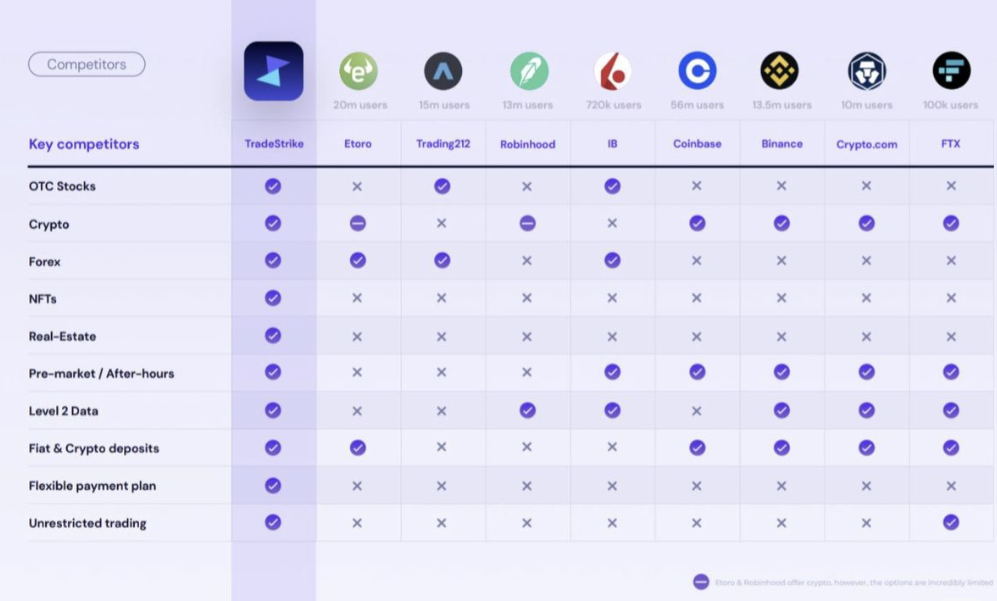 Competitors
20m users 15m users 13m users 720k users 56m users 13.5m users 10m users 100k users
Key competitors TradeStrike Etoro Trading212 Robinhood IB Coinbase Binance Crypto.com FTX
OTC Stocks
Crypto
Forex
NFTs
Real-Estate
Pre-market / After-hours
Level 2 Data
Fiat & Crypto deposits
Flexible payment plan
Unrestricted trading
Etoro & Robinhood offer crypto, however, the options are incredibly limited